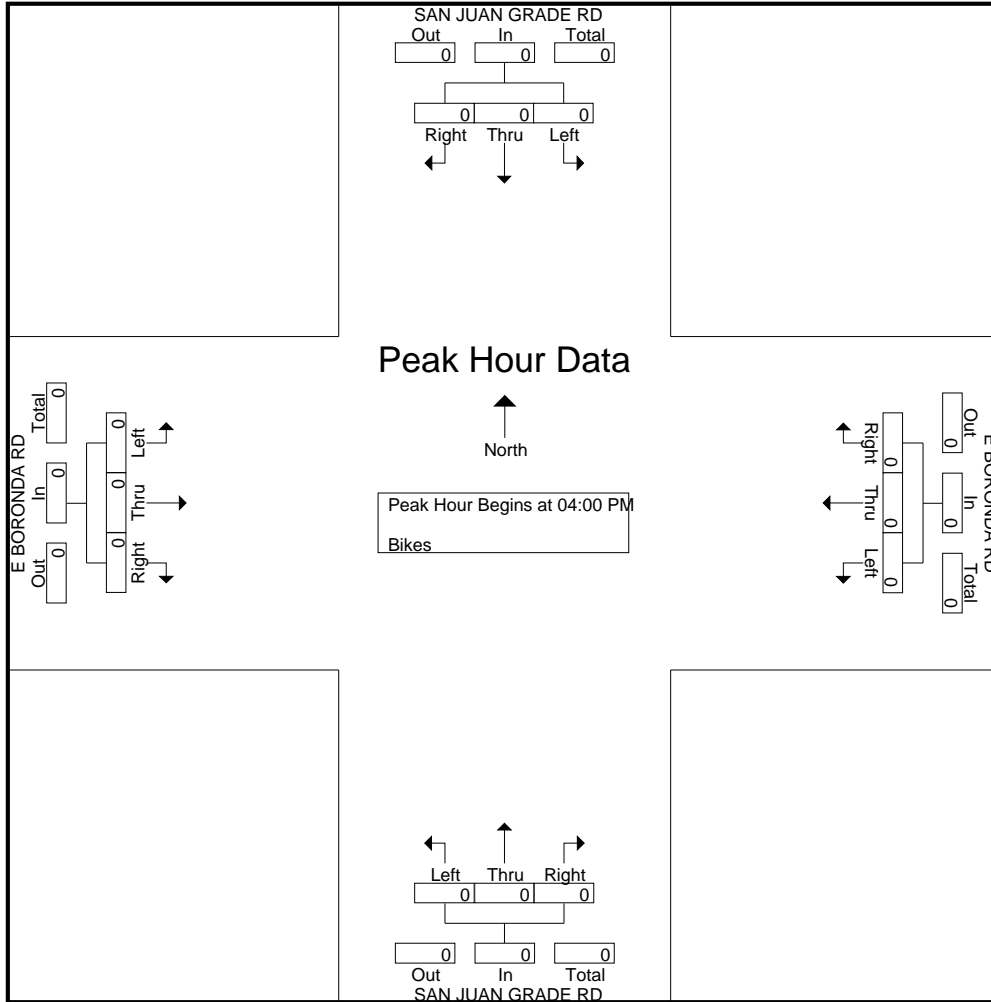 SAN JUAN GRADE RD
Out In Total
0 0 0
0 0 0
Right Thru Left
Peak Hour Data
North
Peak Hour Begins at 04:00 PM
Bikes
E BORONDA RD
Out In Total
0 0 0
Left Thru Right
0 0 0
E BORONDA RD
Out In Total
0 0 0
Right Thru Left
0 0 0
Left Thru Right
0 0 0
0 0 0
Out In Total
SAN JUAN GRADE RD